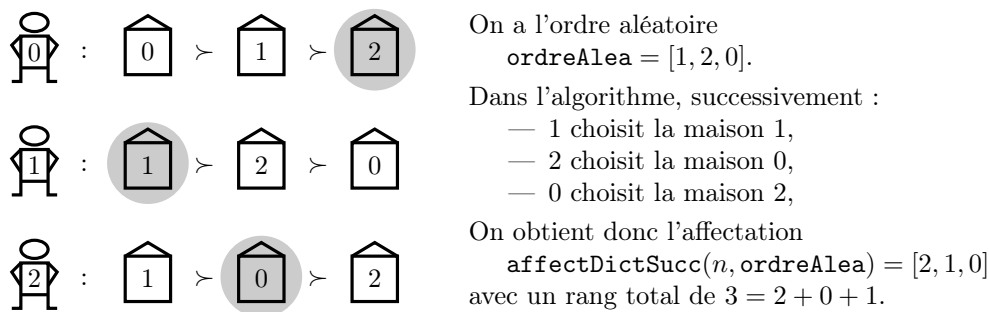 0 : 0 ≻ 1 ≻ 2
1 : 1 ≻ 2 ≻ 0
2 : 1 ≻ 0 ≻ 2
On a l'ordre aléatoire
ordreAlea = [1, 2, 0].
Dans l'algorithme, successivement :
— 1 choisit la maison 1,
— 2 choisit la maison 0,
— 0 choisit la maison 2,
On obtient donc l'affectation
affectDictSucc(n, ordreAlea) = [2, 1, 0]
avec un rang total de 3 = 2 + 0 + 1.